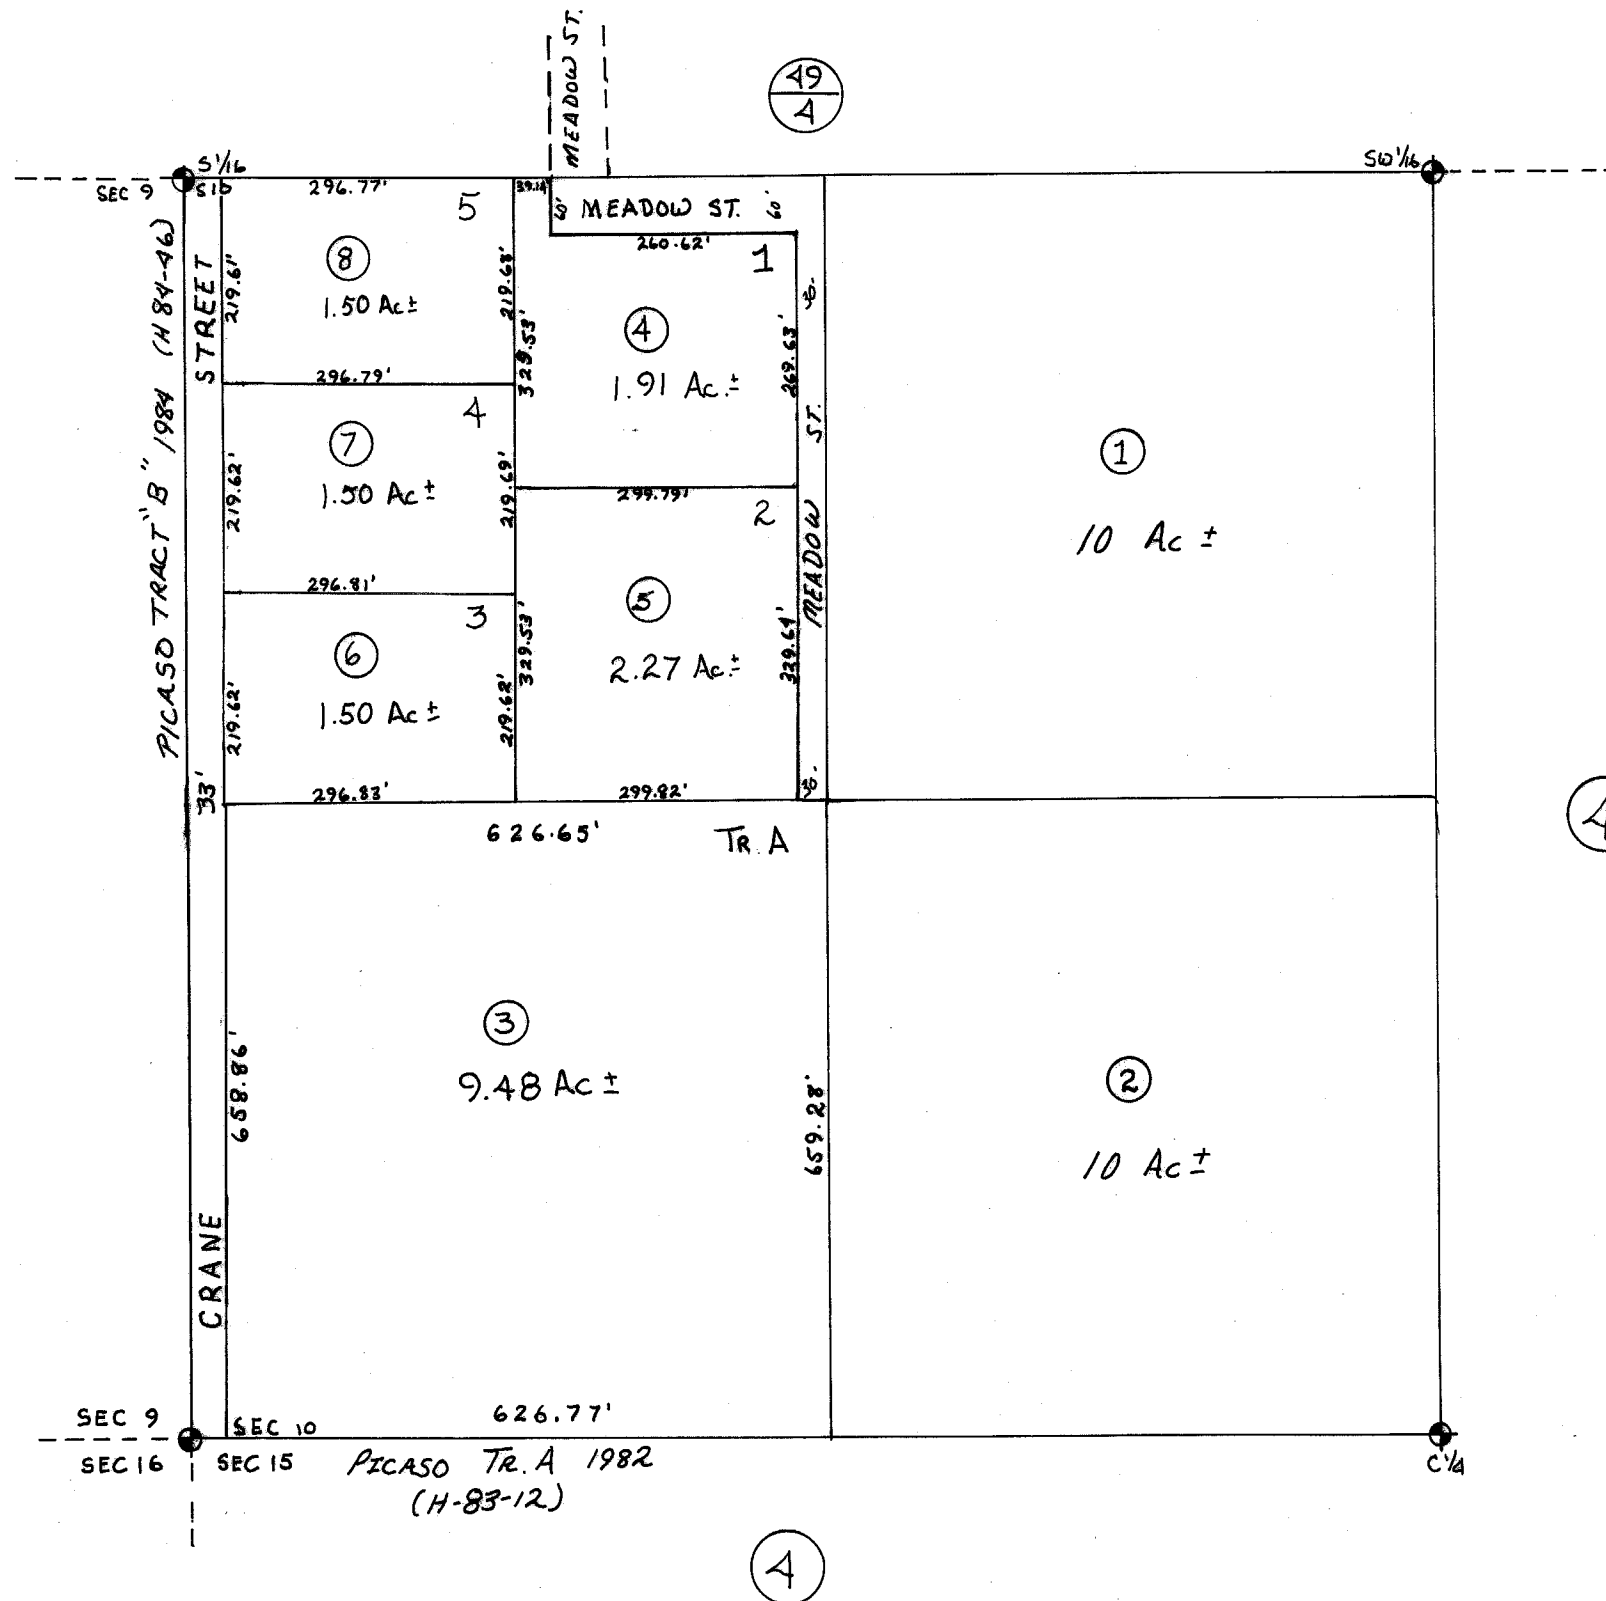 MEADOW ST.
49
4
S 1/16
SW 1/16
SEC 9
S10
296.77'
5
39.14'
60'
MEADOW ST.
60'
260.62'
1
8
1.50 Ac ±
219.61'
219.68'
329.53'
4
1.91 Ac. ±
269.63'
30.
STREET
PICASO TRACT "B" 1984 (H 84-46)
296.79'
4
7
1.50 Ac ±
219.62'
219.69'
299.79'
2
MEADOW ST.
1
10 Ac ±
296.81'
3
6
1.50 Ac ±
219.62'
219.62'
329.53'
5
2.27 Ac. ±
329.64'
30.
33'
296.83'
299.82'
626.65'
TR. A
4
3
9.48 Ac ±
658.86'
659.28'
2
10 Ac ±
CRANE
626.77'
SEC 9
SEC 10
SEC 16
SEC 15
PICASO TR. A 1982
(H-83-12)
C 1/4
4